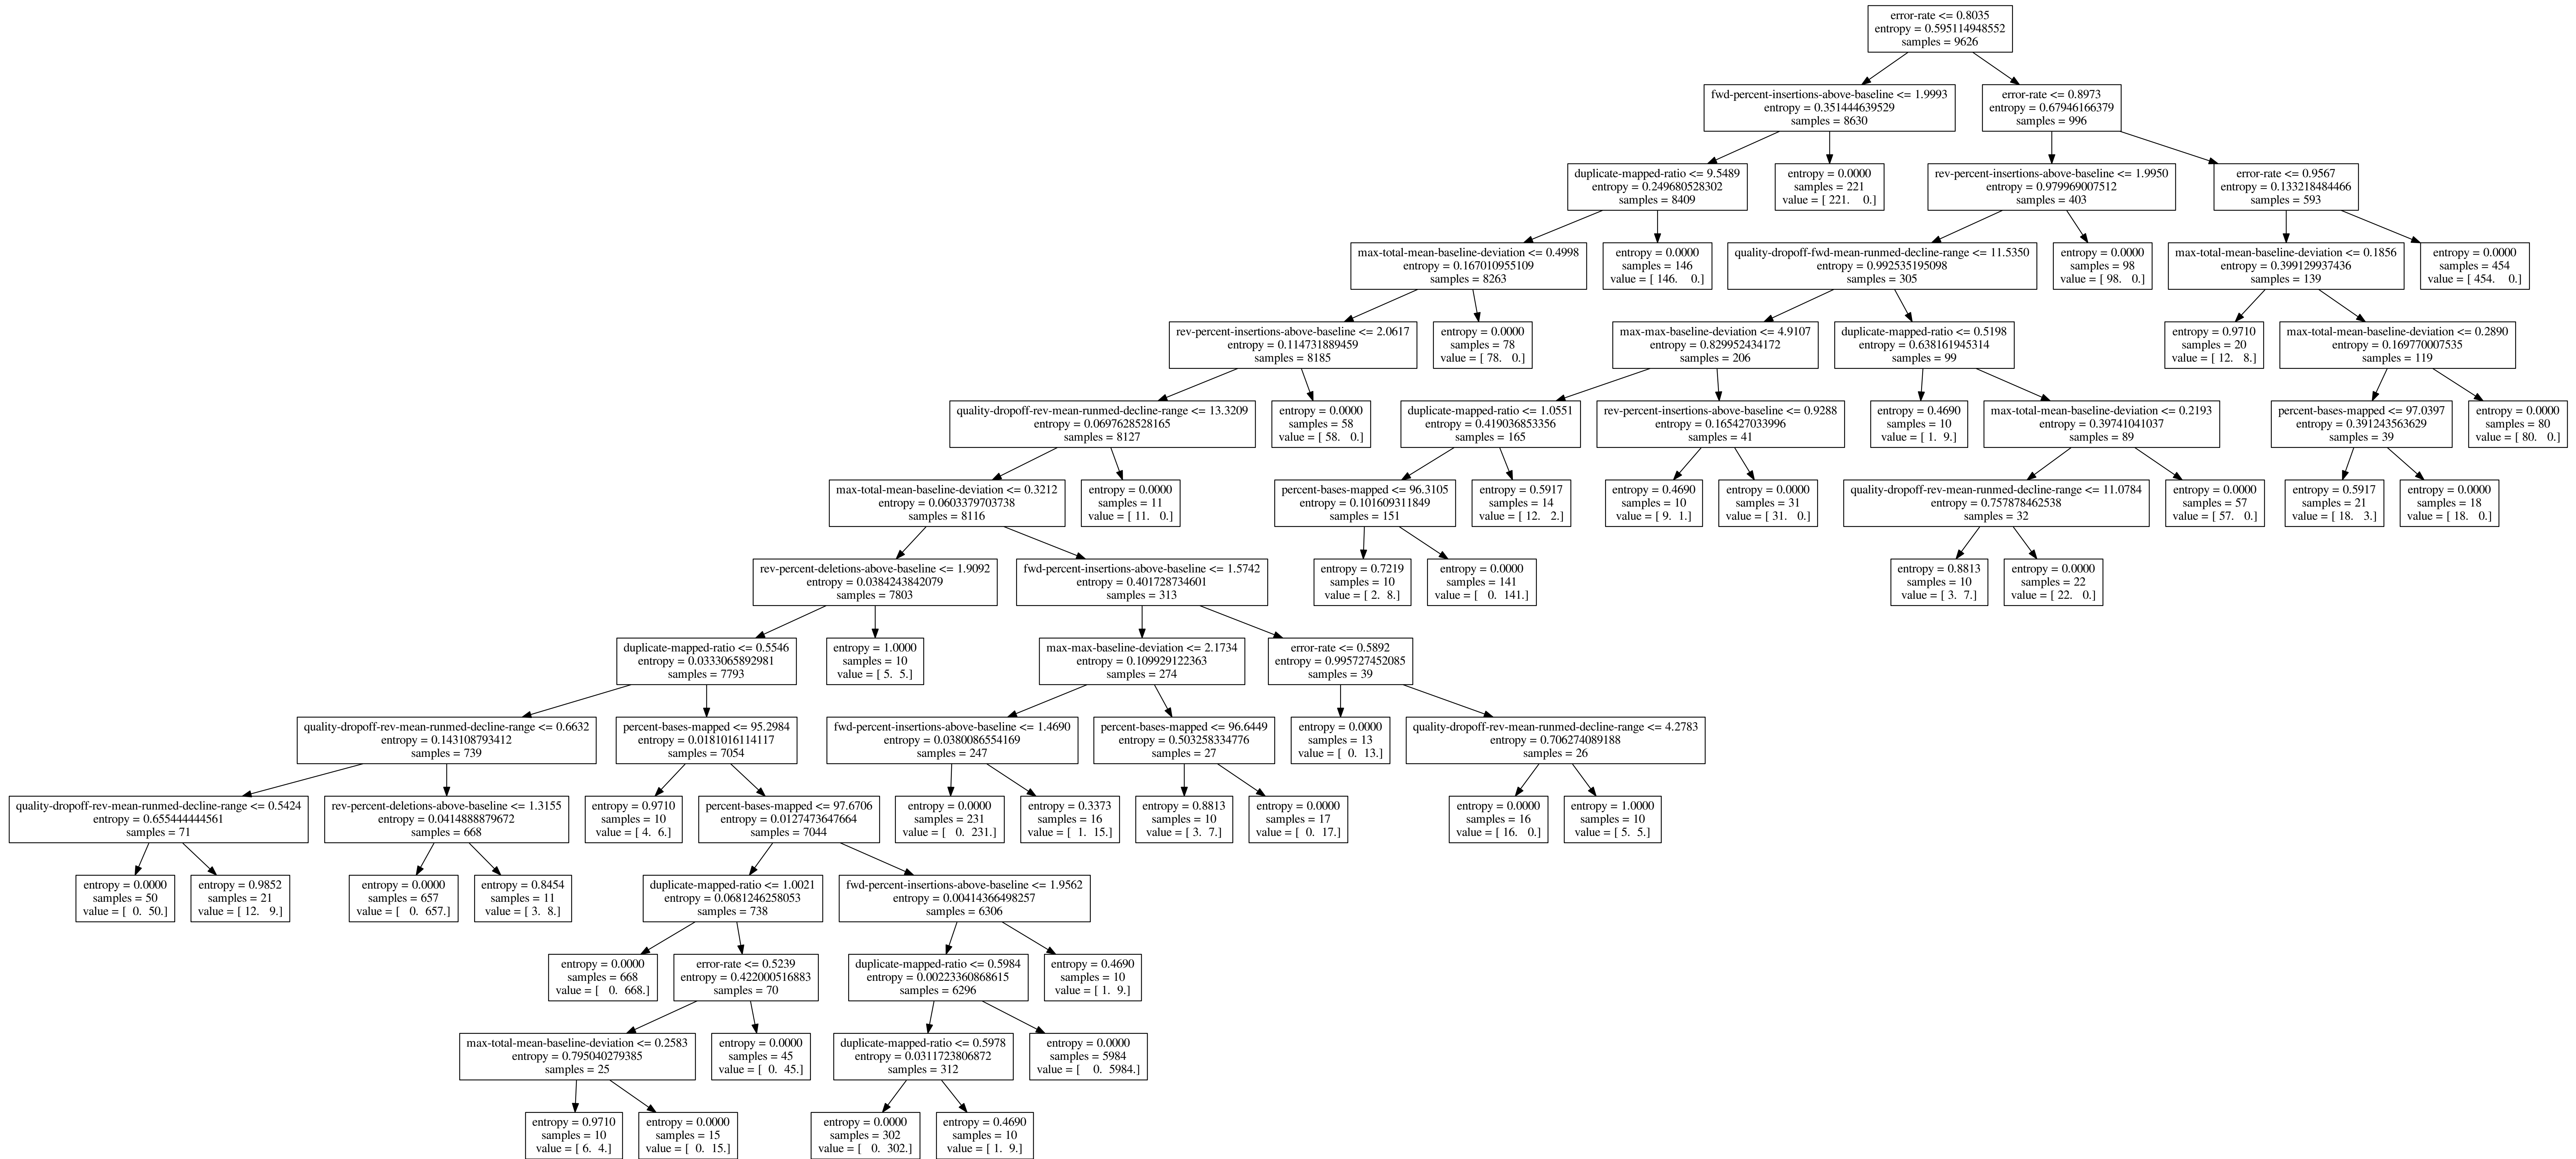 error-rate <= 0.8035
entropy = 0.595114948552
samples = 9626
fwd-percent-insertions-above-baseline <= 1.9993
entropy = 0.351444639529
samples = 8630
error-rate <= 0.8973
entropy = 0.67946166379
samples = 996
duplicate-mapped-ratio <= 9.5489
entropy = 0.249680528302
samples = 8409
entropy = 0.0000
samples = 221
value = [ 221. 0.]
rev-percent-insertions-above-baseline <= 1.9950
entropy = 0.979969007512
samples = 403
error-rate <= 0.9567
entropy = 0.133218484466
samples = 593
max-total-mean-baseline-deviation <= 0.4998
entropy = 0.167010955109
samples = 8263
entropy = 0.0000
samples = 146
value = [ 146. 0.]
quality-dropoff-fwd-mean-runmed-decline-range <= 11.5350
entropy = 0.992535195098
samples = 305
entropy = 0.0000
samples = 98
value = [ 98. 0.]
max-total-mean-baseline-deviation <= 0.1856
entropy = 0.399129937436
samples = 139
entropy = 0.0000
samples = 454
value = [ 454. 0.]
rev-percent-insertions-above-baseline <= 2.0617
entropy = 0.114731889459
samples = 8185
entropy = 0.0000
samples = 78
value = [ 78. 0.]
max-max-baseline-deviation <= 4.9107
entropy = 0.829952434172
samples = 206
duplicate-mapped-ratio <= 0.5198
entropy = 0.638161945314
samples = 99
entropy = 0.9710
samples = 20
value = [ 12. 8.]
max-total-mean-baseline-deviation <= 0.2890
entropy = 0.169770007535
samples = 119
quality-dropoff-rev-mean-runmed-decline-range <= 13.3209
entropy = 0.0697628528165
samples = 8127
entropy = 0.0000
samples = 58
value = [ 58. 0.]
duplicate-mapped-ratio <= 1.0551
entropy = 0.419036853356
samples = 165
rev-percent-insertions-above-baseline <= 0.9288
entropy = 0.165427033996
samples = 41
entropy = 0.4690
samples = 10
value = [ 1. 9.]
max-total-mean-baseline-deviation <= 0.2193
entropy = 0.39741041037
samples = 89
percent-bases-mapped <= 97.0397
entropy = 0.391243563629
samples = 39
entropy = 0.0000
samples = 80
value = [ 80. 0.]
max-total-mean-baseline-deviation <= 0.3212
entropy = 0.0603379703738
samples = 8116
entropy = 0.0000
samples = 11
value = [ 11. 0.]
percent-bases-mapped <= 96.3105
entropy = 0.101609311849
samples = 151
entropy = 0.5917
samples = 14
value = [ 12. 2.]
entropy = 0.4690
samples = 10
value = [ 9. 1.]
entropy = 0.0000
samples = 31
value = [ 31. 0.]
quality-dropoff-rev-mean-runmed-decline-range <= 11.0784
entropy = 0.757878462538
samples = 32
entropy = 0.0000
samples = 57
value = [ 57. 0.]
entropy = 0.5917
samples = 21
value = [ 18. 3.]
entropy = 0.0000
samples = 18
value = [ 18. 0.]
rev-percent-deletions-above-baseline <= 1.9092
entropy = 0.0384243842079
samples = 7803
fwd-percent-insertions-above-baseline <= 1.5742
entropy = 0.401728734601
samples = 313
entropy = 0.7219
samples = 10
value = [ 2. 8.]
entropy = 0.0000
samples = 141
value = [ 0. 141.]
entropy = 0.8813
samples = 10
value = [ 3. 7.]
entropy = 0.0000
samples = 22
value = [ 22. 0.]
duplicate-mapped-ratio <= 0.5546
entropy = 0.0333065892981
samples = 7793
entropy = 1.0000
samples = 10
value = [ 5. 5.]
max-max-baseline-deviation <= 2.1734
entropy = 0.109929122363
samples = 274
error-rate <= 0.5892
entropy = 0.995727452085
samples = 39
quality-dropoff-rev-mean-runmed-decline-range <= 0.6632
entropy = 0.143108793412
samples = 739
percent-bases-mapped <= 95.2984
entropy = 0.0181016114117
samples = 7054
fwd-percent-insertions-above-baseline <= 1.4690
entropy = 0.0380086554169
samples = 247
percent-bases-mapped <= 96.6449
entropy = 0.503258334776
samples = 27
entropy = 0.0000
samples = 13
value = [ 0. 13.]
quality-dropoff-rev-mean-runmed-decline-range <= 4.2783
entropy = 0.706274089188
samples = 26
quality-dropoff-rev-mean-runmed-decline-range <= 0.5424
entropy = 0.655444444561
samples = 71
rev-percent-deletions-above-baseline <= 1.3155
entropy = 0.0414888879672
samples = 668
entropy = 0.9710
samples = 10
value = [ 4. 6.]
percent-bases-mapped <= 97.6706
entropy = 0.0127473647664
samples = 7044
entropy = 0.0000
samples = 231
value = [ 0. 231.]
entropy = 0.3373
samples = 16
value = [ 1. 15.]
entropy = 0.8813
samples = 10
value = [ 3. 7.]
entropy = 0.0000
samples = 17
value = [ 0. 17.]
entropy = 0.0000
samples = 16
value = [ 16. 0.]
entropy = 1.0000
samples = 10
value = [ 5. 5.]
entropy = 0.0000
samples = 50
value = [ 0. 50.]
entropy = 0.9852
samples = 21
value = [ 12. 9.]
entropy = 0.0000
samples = 657
value = [ 0. 657.]
entropy = 0.8454
samples = 11
value = [ 3. 8.]
duplicate-mapped-ratio <= 1.0021
entropy = 0.0681246258053
samples = 738
fwd-percent-insertions-above-baseline <= 1.9562
entropy = 0.00414366498257
samples = 6306
entropy = 0.0000
samples = 668
value = [ 0. 668.]
error-rate <= 0.5239
entropy = 0.422000516883
samples = 70
duplicate-mapped-ratio <= 0.5984
entropy = 0.00223360868615
samples = 6296
entropy = 0.4690
samples = 10
value = [ 1. 9.]
max-total-mean-baseline-deviation <= 0.2583
entropy = 0.795040279385
samples = 25
entropy = 0.0000
samples = 45
value = [ 0. 45.]
duplicate-mapped-ratio <= 0.5978
entropy = 0.0311723806872
samples = 312
entropy = 0.0000
samples = 5984
value = [ 0. 5984.]
entropy = 0.9710
samples = 10
value = [ 6. 4.]
entropy = 0.0000
samples = 15
value = [ 0. 15.]
entropy = 0.0000
samples = 302
value = [ 0. 302.]
entropy = 0.4690
samples = 10
value = [ 1. 9.]